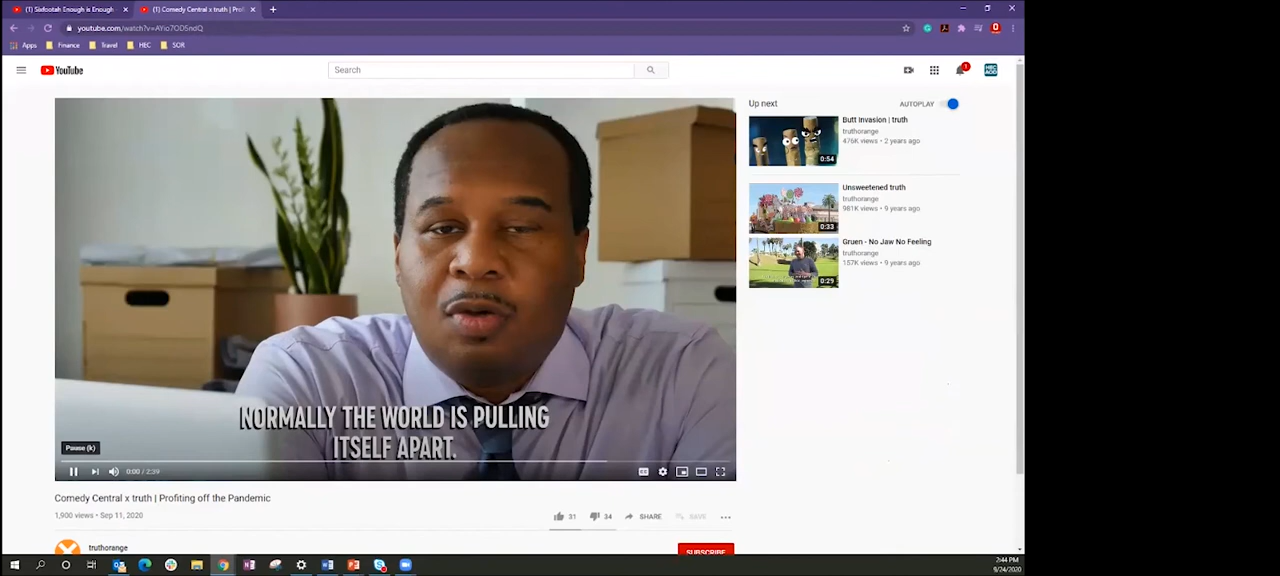 (1) Sixfootah Enough is Enough
(1) Comedy Central x truth | Prof
youtube.com/watch?v=AYio7OD5ndQ
Apps
Finance
Travel
HEC
SOR
YouTube
Search
1
Up next
AUTOPLAY
Butt Invasion | truth
truthorange
476K views • 2 years ago
0:54
Unsweetened truth
truthorange
981K views • 9 years ago
0:33
Gruen - No Jaw No Feeling
truthorange
157K views • 9 years ago
0:29
NORMALLY THE WORLD IS PULLING
ITSELF APART.
Pause (k)
0:00 / 2:39
Comedy Central x truth | Profiting off the Pandemic
1,900 views • Sep 11, 2020
31
34
SHARE
SAVE
truthorange
SUBSCRIBE
2:44 PM
9/24/2020